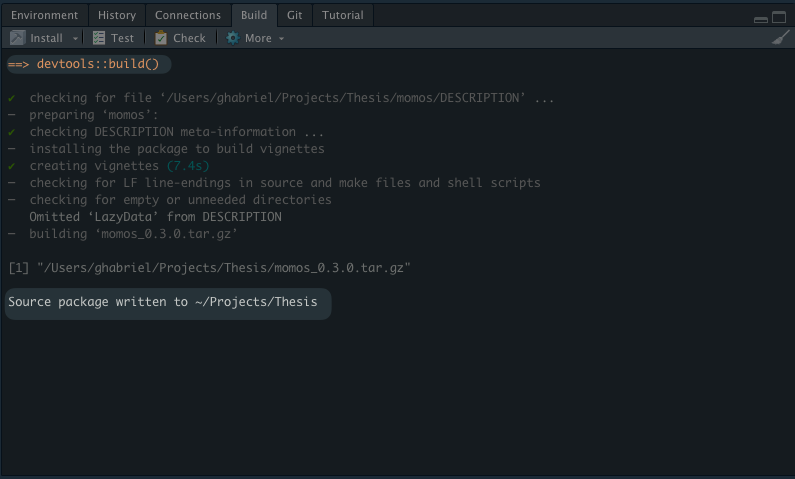 Environment History Connections Build Git Tutorial
Install Test Check More
==> devtools::build()
✔ checking for file ‘/Users/ghabriel/Projects/Thesis/momos/DESCRIPTION’ ...
─ preparing ‘momos’:
✔ checking DESCRIPTION meta-information ...
─ installing the package to build vignettes
✔ creating vignettes (7.4s)
─ checking for LF line-endings in source and make files and shell scripts
─ checking for empty or unneeded directories
Omitted ‘LazyData’ from DESCRIPTION
─ building ‘momos_0.3.0.tar.gz’
[1] "/Users/ghabriel/Projects/Thesis/momos_0.3.0.tar.gz"
Source package written to ~/Projects/Thesis